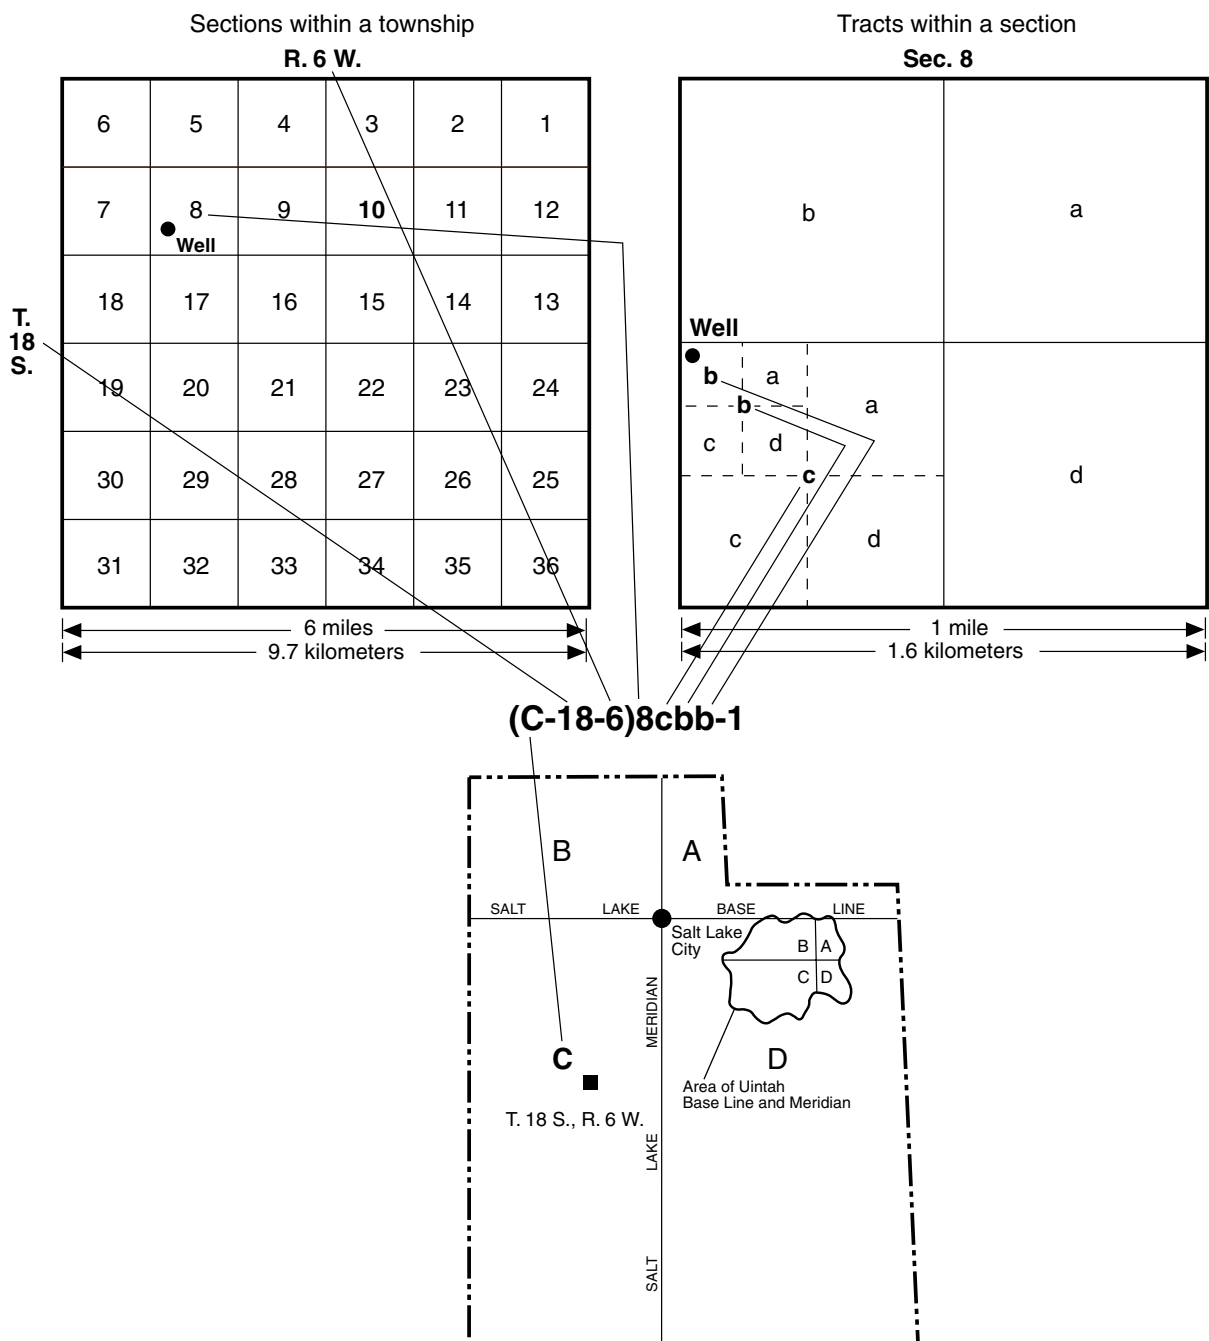 Sections within a township
R. 6 W.
6 5 4 3 2 1
7 8 9 10 11 12
Well
18 17 16 15 14 13
T.
18
S.
19 20 21 22 23 24
30 29 28 27 26 25
31 32 33 34 35 36
6 miles
9.7 kilometers
Tracts within a section
Sec. 8
b a
Well
b a
b a
c d
c d
c d
1 mile
1.6 kilometers
(C-18-6)8cbb-1
B A
SALT LAKE BASE LINE
Salt Lake
City
B A
C D
MERIDIAN
C
D
Area of Uintah
Base Line and Meridian
T. 18 S., R. 6 W.
LAKE
SALT